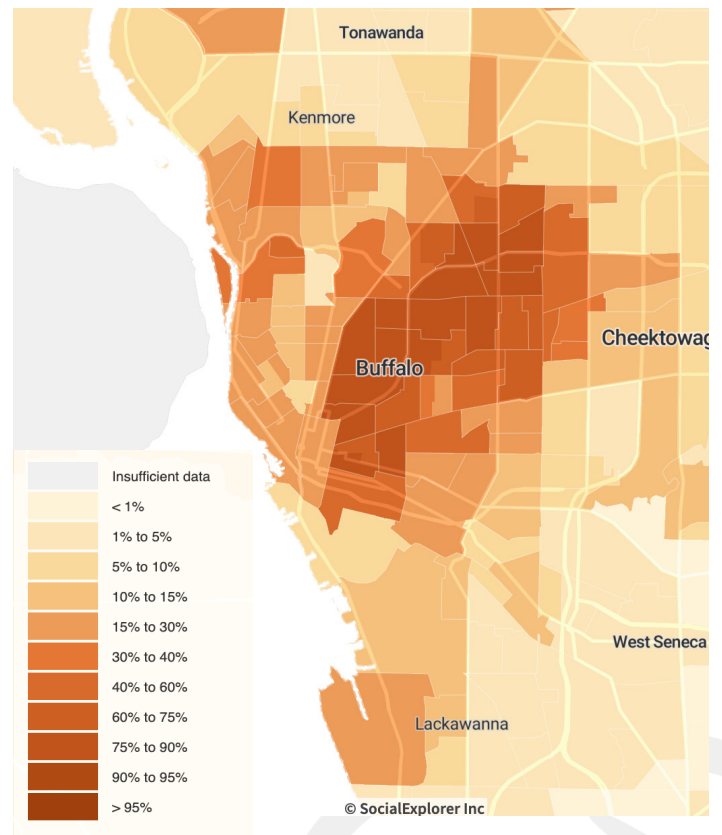 Tonawanda
Kenmore
Cheektowag
Buffalo
Insufficient data
< 1%
1% to 5%
5% to 10%
10% to 15%
15% to 30%
30% to 40%
40% to 60%
60% to 75%
75% to 90%
90% to 95%
> 95%
West Seneca
Lackawanna
© SocialExplorer Inc